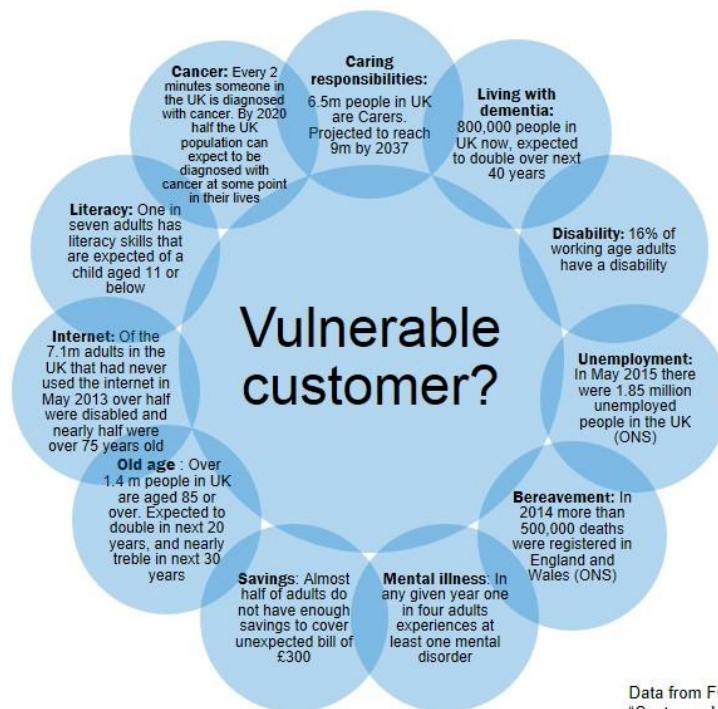 Caring
responsibilities:
6.5m people in UK
are Carers.
Projected to reach
9m by 2037
Living with
dementia:
800,000 people in
UK now, expected
to double over next
40 years
Disability: 16% of
working age adults
have a disability
Unemployment:
In May 2015 there
were 1.85 million
unemployed
people in the UK
(ONS)
Bereavement: In
2014 more than
500,000 deaths
were registered in
England and
Wales (ONS)
Mental illness: In
any given year one
in four adults
experiences at
least one mental
disorder
Savings: Almost
half of adults do
not have enough
savings to cover
unexpected bill of
£300
Old age : Over
1.4 m people in UK
are aged 85 or
over. Expected to
double in next 20
years, and nearly
treble in next 30
years
Internet: Of the
7.1m adults in the
UK that had never
used the internet in
May 2013 over half
were disabled and
nearly half were
over 75 years old
Literacy: One in
seven adults has
literacy skills that
are expected of a
child aged 11 or
below
Cancer: Every 2
minutes someone in
the UK is diagnosed
with cancer. By 2020
half the UK
population can
expect to be
diagnosed with
cancer at some point
in their lives
Vulnerable
customer?
Data from